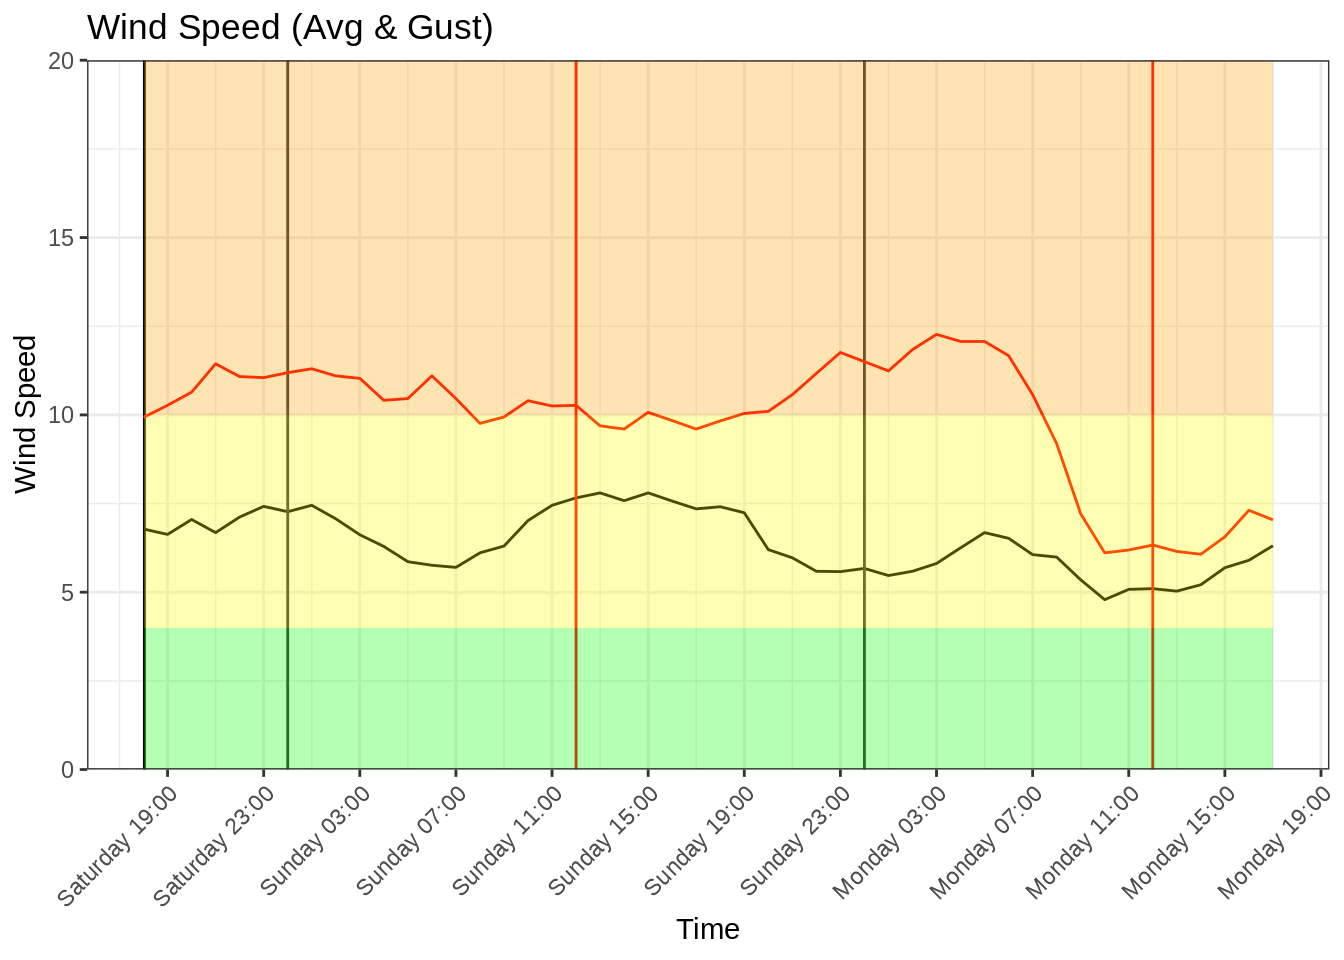 Wind Speed (Avg & Gust)
Wind Speed
20
15
10
5
0
Saturday 19:00
Saturday 23:00
Sunday 03:00
Sunday 07:00
Sunday 11:00
Sunday 15:00
Sunday 19:00
Sunday 23:00
Monday 03:00
Monday 07:00
Monday 11:00
Monday 15:00
Monday 19:00
Time